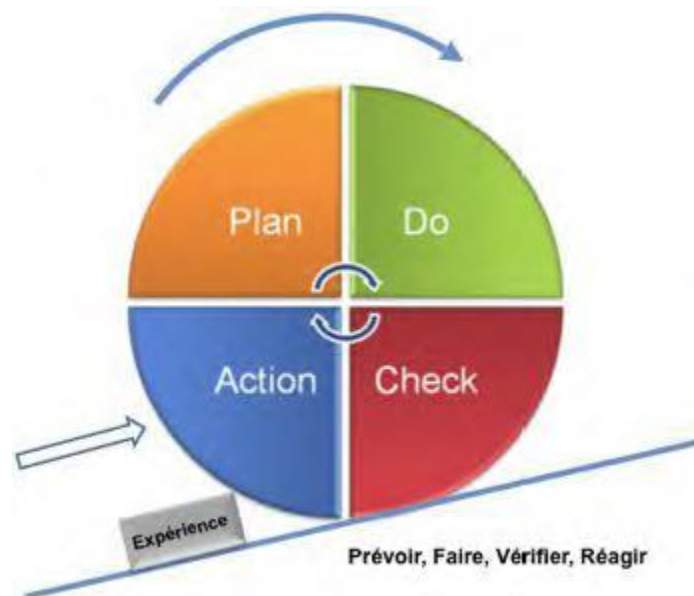 Plan
Do
Action
Check
Expérience
Prévoir, Faire, Vérifier, Réagir